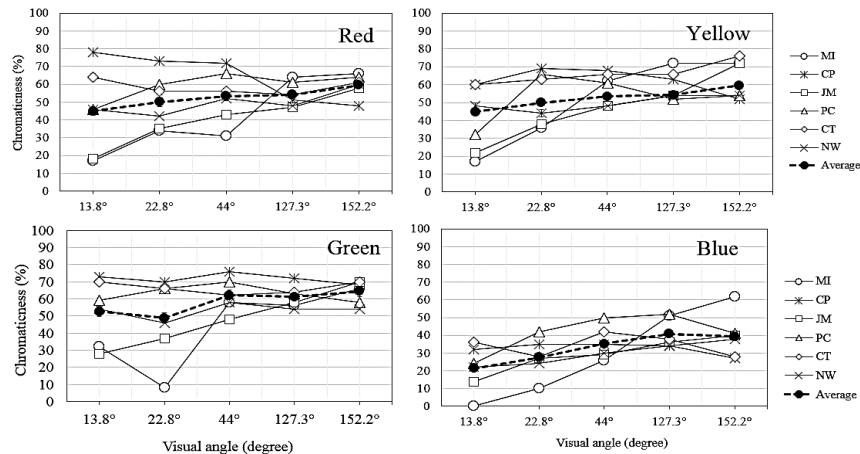 Red
Chromaticness (%)
100
90
80
70
60
50
40
30
20
10
0
13.8° 22.8° 44° 127.3° 152.2°
Yellow
Chromaticness (%)
100
90
80
70
60
50
40
30
20
10
0
13.8° 22.8° 44° 127.3° 152.2°
MI
CP
JM
PC
CT
NW
Average
Green
Chromaticness (%)
100
90
80
70
60
50
40
30
20
10
0
13.8° 22.8° 44° 127.3° 152.2°
Visual angle (degree)
Blue
100
90
80
70
60
50
40
30
20
10
0
13.8° 22.8° 44° 127.3° 152.2°
Visual angle (degree)
MI
CP
JM
PC
CT
NW
Average